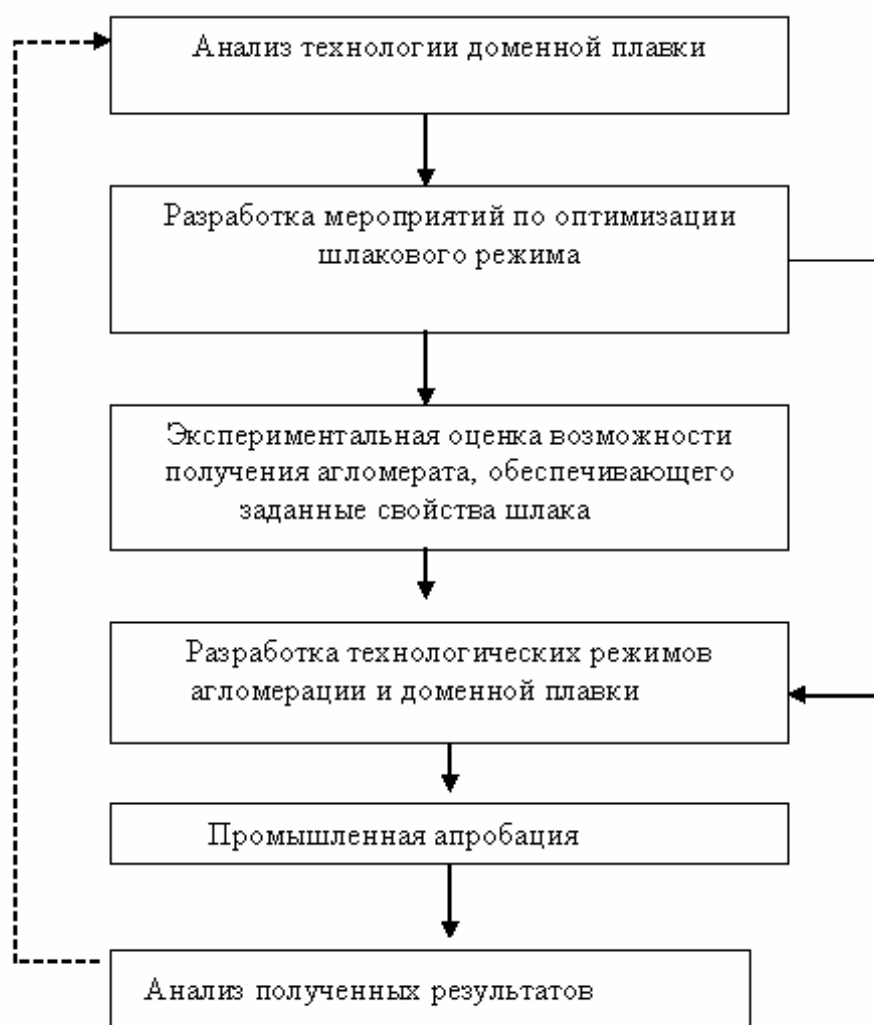 Анализ технологии доменной плавки
Разработка мероприятий по оптимизации
шлакового режима
Экспериментальная оценка возможности
получения агломерата, обеспечивающего
заданные свойства шлака
Разработка технологических режимов
агломерации и доменной плавки
Промышленная апробация
Анализ полученных результатов